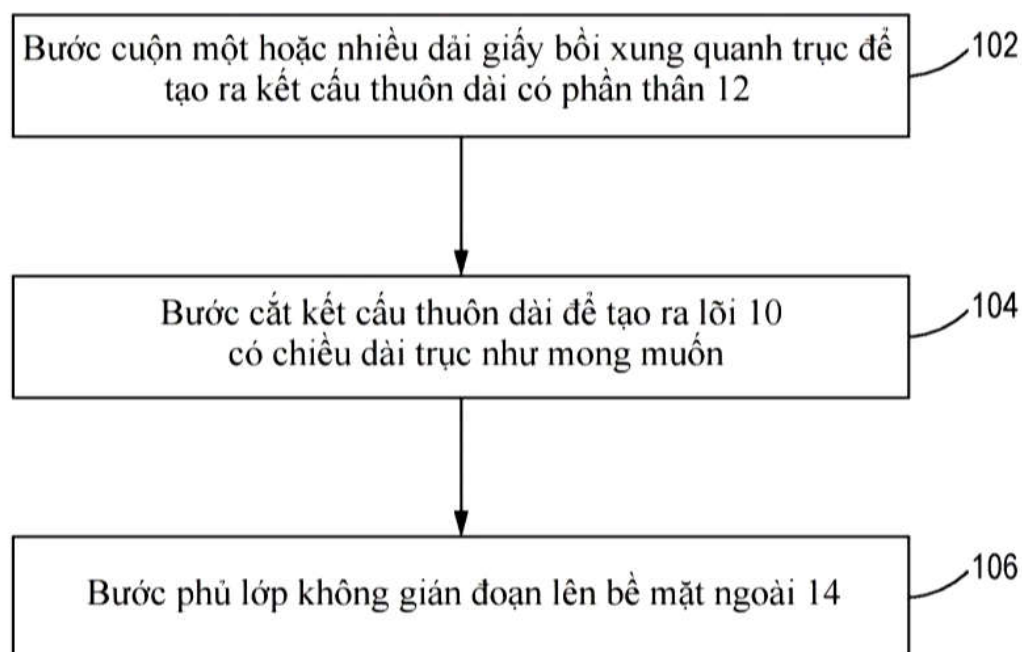 Bước cuộn một hoặc nhiều dải giấy bồi xung quanh trục để
tạo ra kết cấu thuôn dài có phần thân 12
102
Bước cắt kết cấu thuôn dài để tạo ra lõi 10
có chiều dài trục như mong muốn
104
Bước phủ lớp không gián đoạn lên bề mặt ngoài 14
106